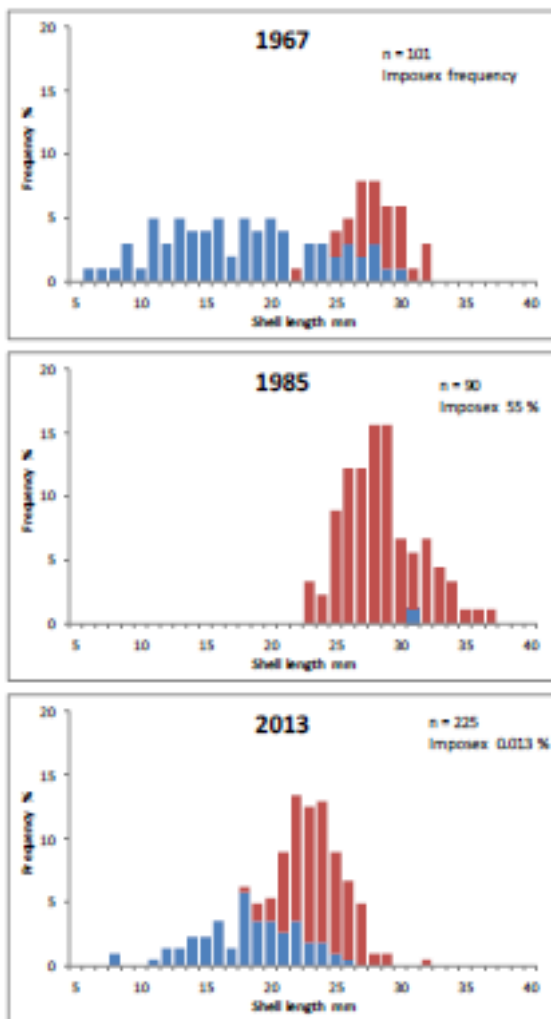 1967
n = 101
Imposex frequency
Frequency %
20
15
10
5
0
5 10 15 20 25 30 35 40
Shell length mm
1985
n = 90
Imposex 55 %
Frequency %
20
15
10
5
0
5 10 15 20 25 30 35 40
Shell length mm
2013
n = 225
Imposex 0.013 %
Frequency %
20
15
10
5
0
5 10 15 20 25 30 35 40
Shell length mm